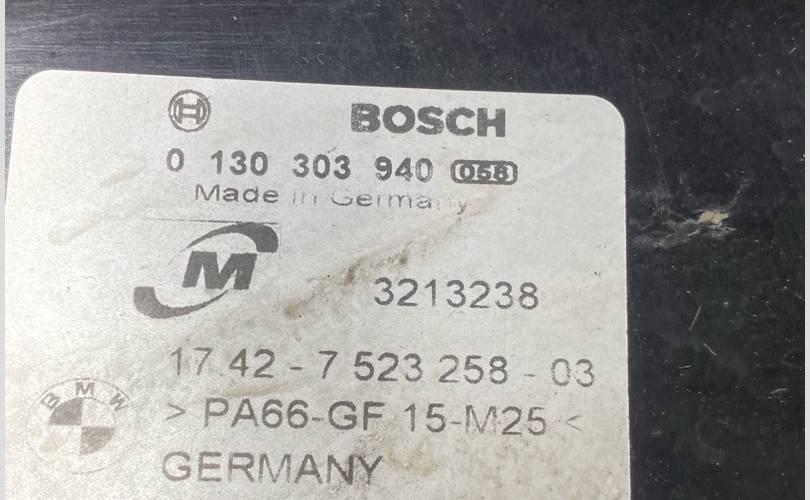 BOSCH
0 130 303 940 058
Made in Germany
M
3213238
17 42 - 7 523 258 - 03
BMW
> PA66-GF 15-M25 <
GERMANY